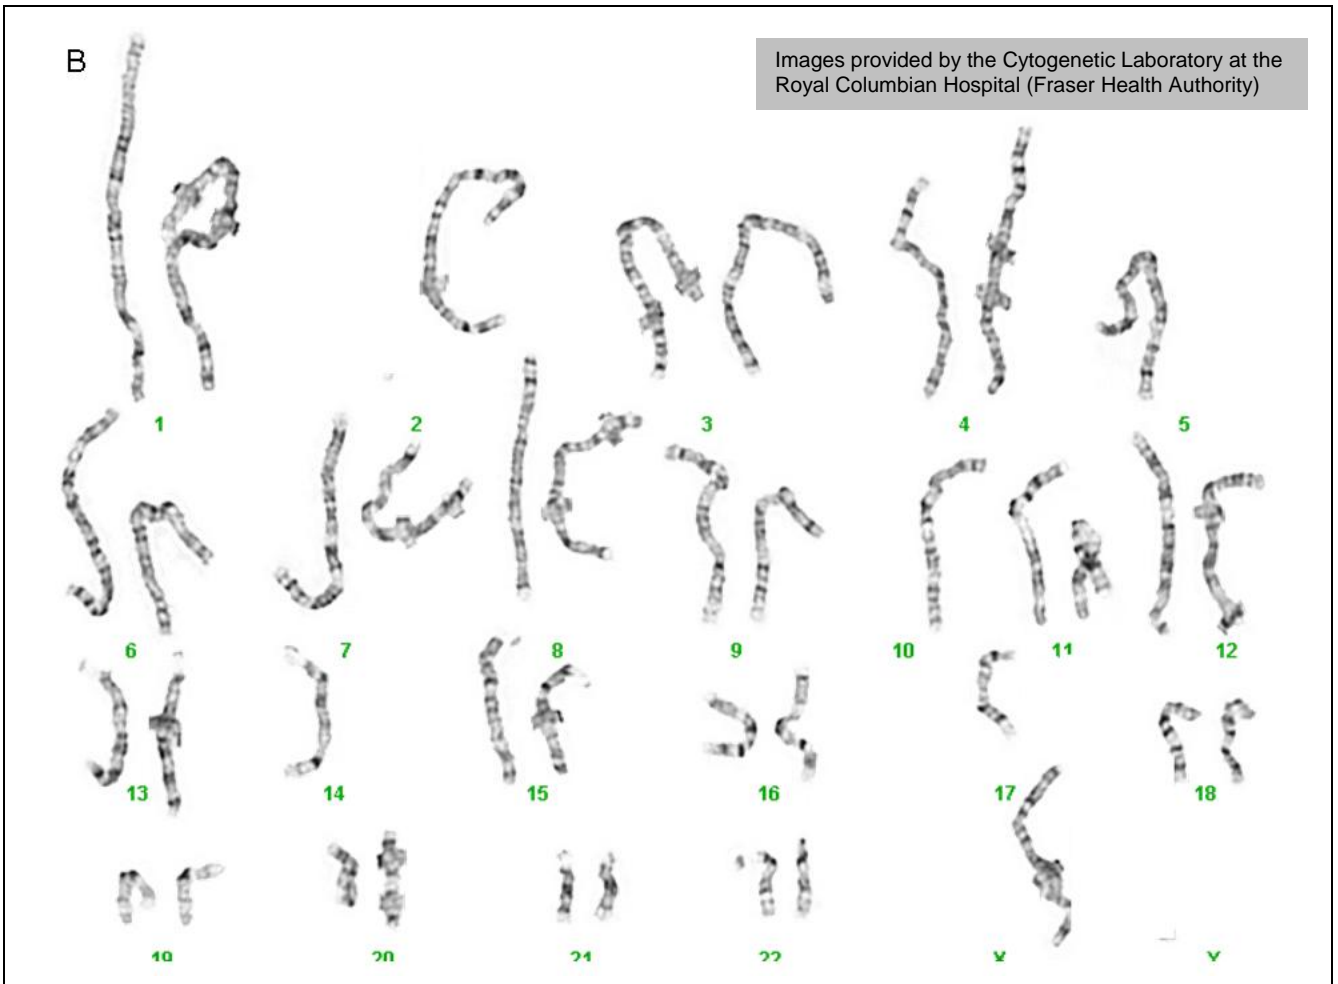 B
Images provided by the Cytogenetic Laboratory at the
Royal Columbian Hospital (Fraser Health Authority)
1 2 3 4 5
6 7 8 9 10 11 12
13 14 15 16 17 18
19 20 21 22 X Y